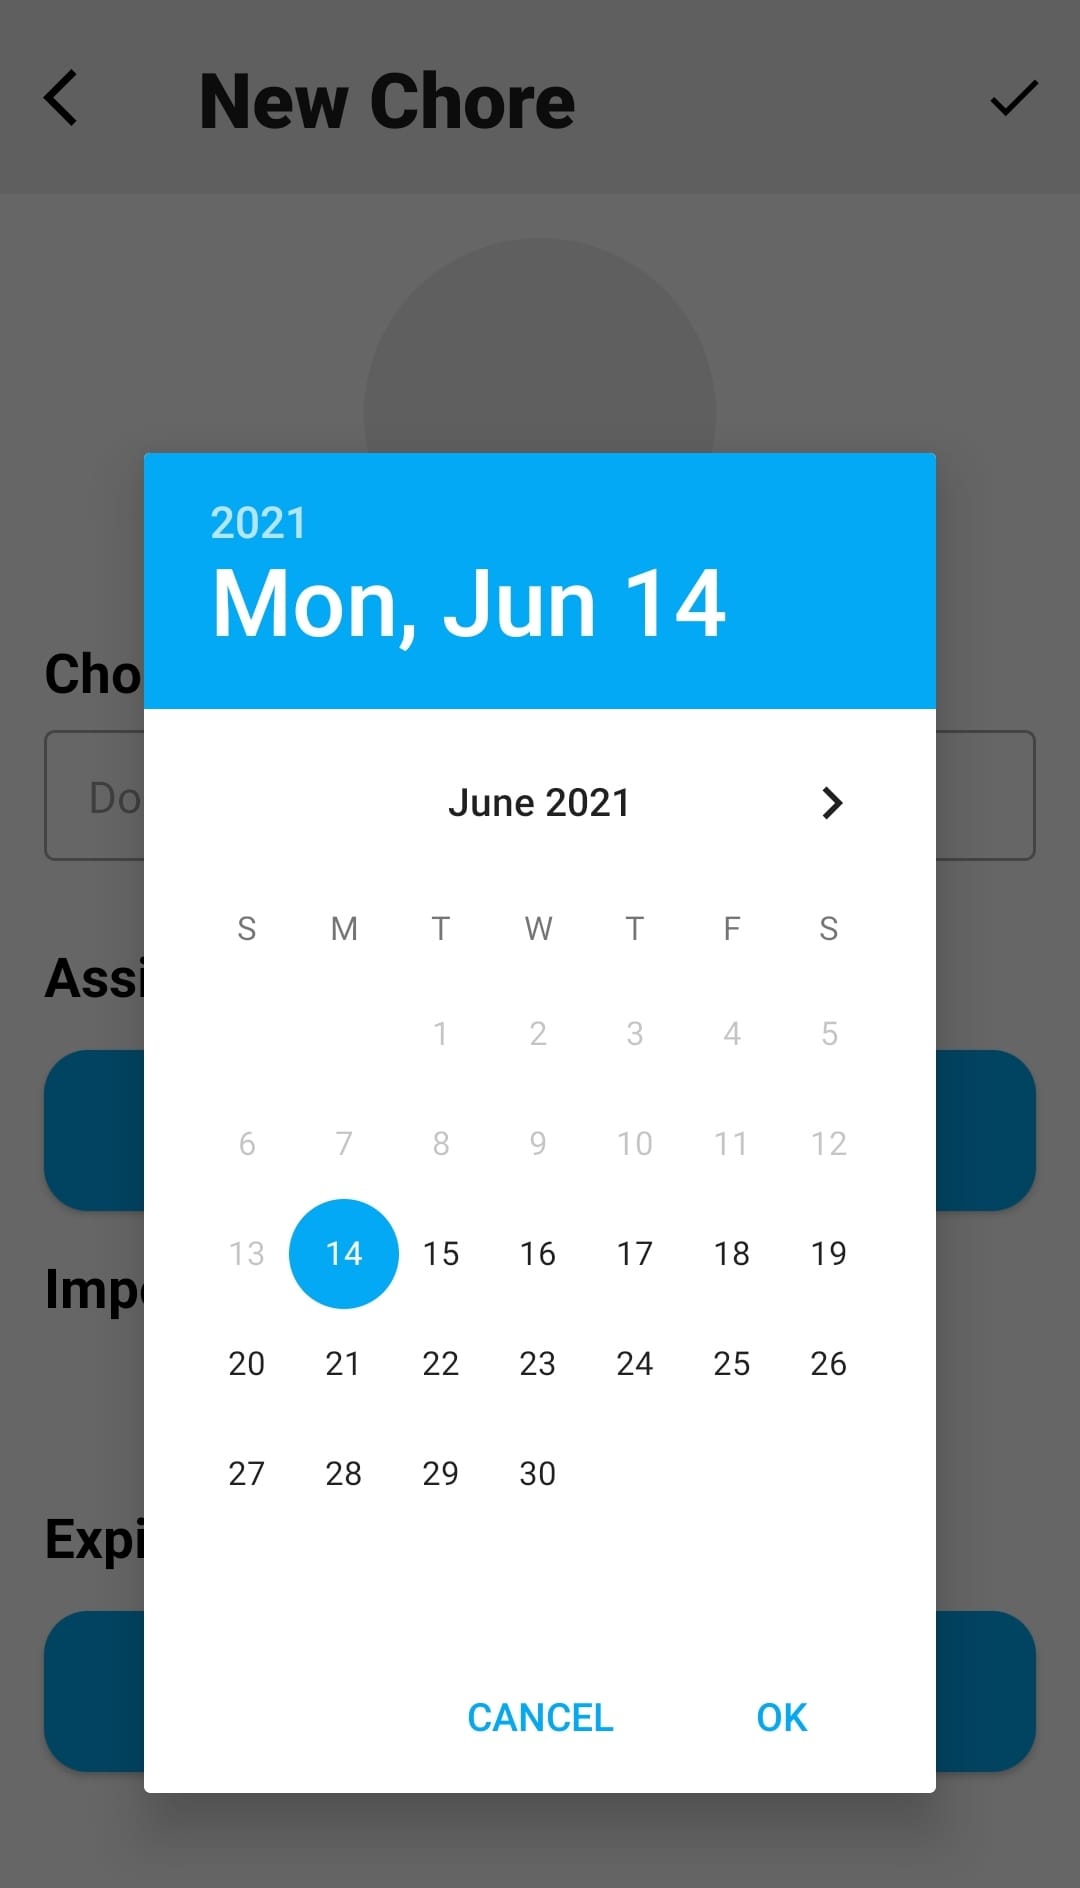 New Chore
2021
Mon, Jun 14
Cho
Do
June 2021
S M T W T F S
1 2 3 4 5
6 7 8 9 10 11 12
13 14 15 16 17 18 19
20 21 22 23 24 25 26
27 28 29 30
Assi
Imp
Expi
CANCEL OK